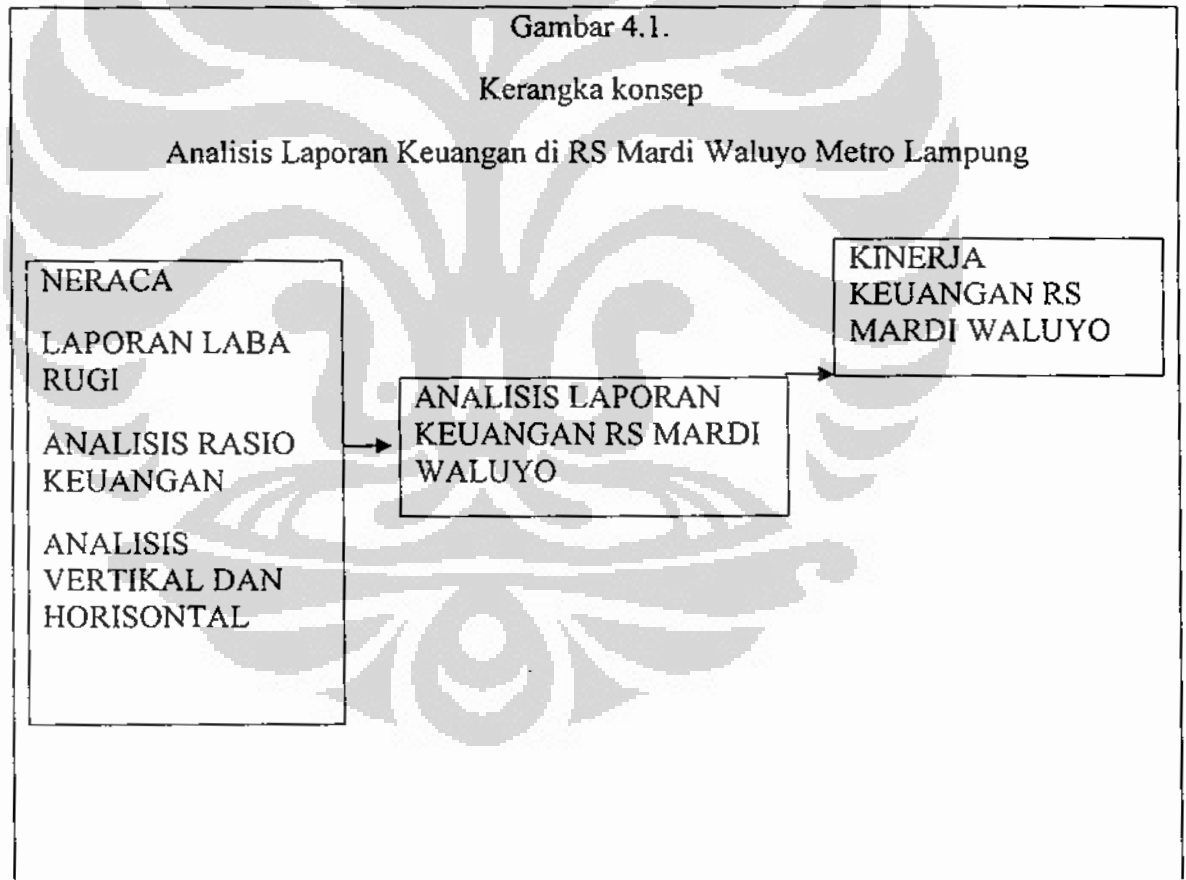 Gambar 4.1.
Kerangka konsep
Analisis Laporan Keuangan di RS Mardi Waluyo Metro Lampung
NERACA
LAPORAN LABA
RUGI
ANALISIS RASIO
KEUANGAN
ANALISIS
VERTIKAL DAN
HORISONTAL
ANALISIS LAPORAN
KEUANGAN RS MARDI
WALUYO
KINERJA
KEUANGAN RS
MARDI WALUYO